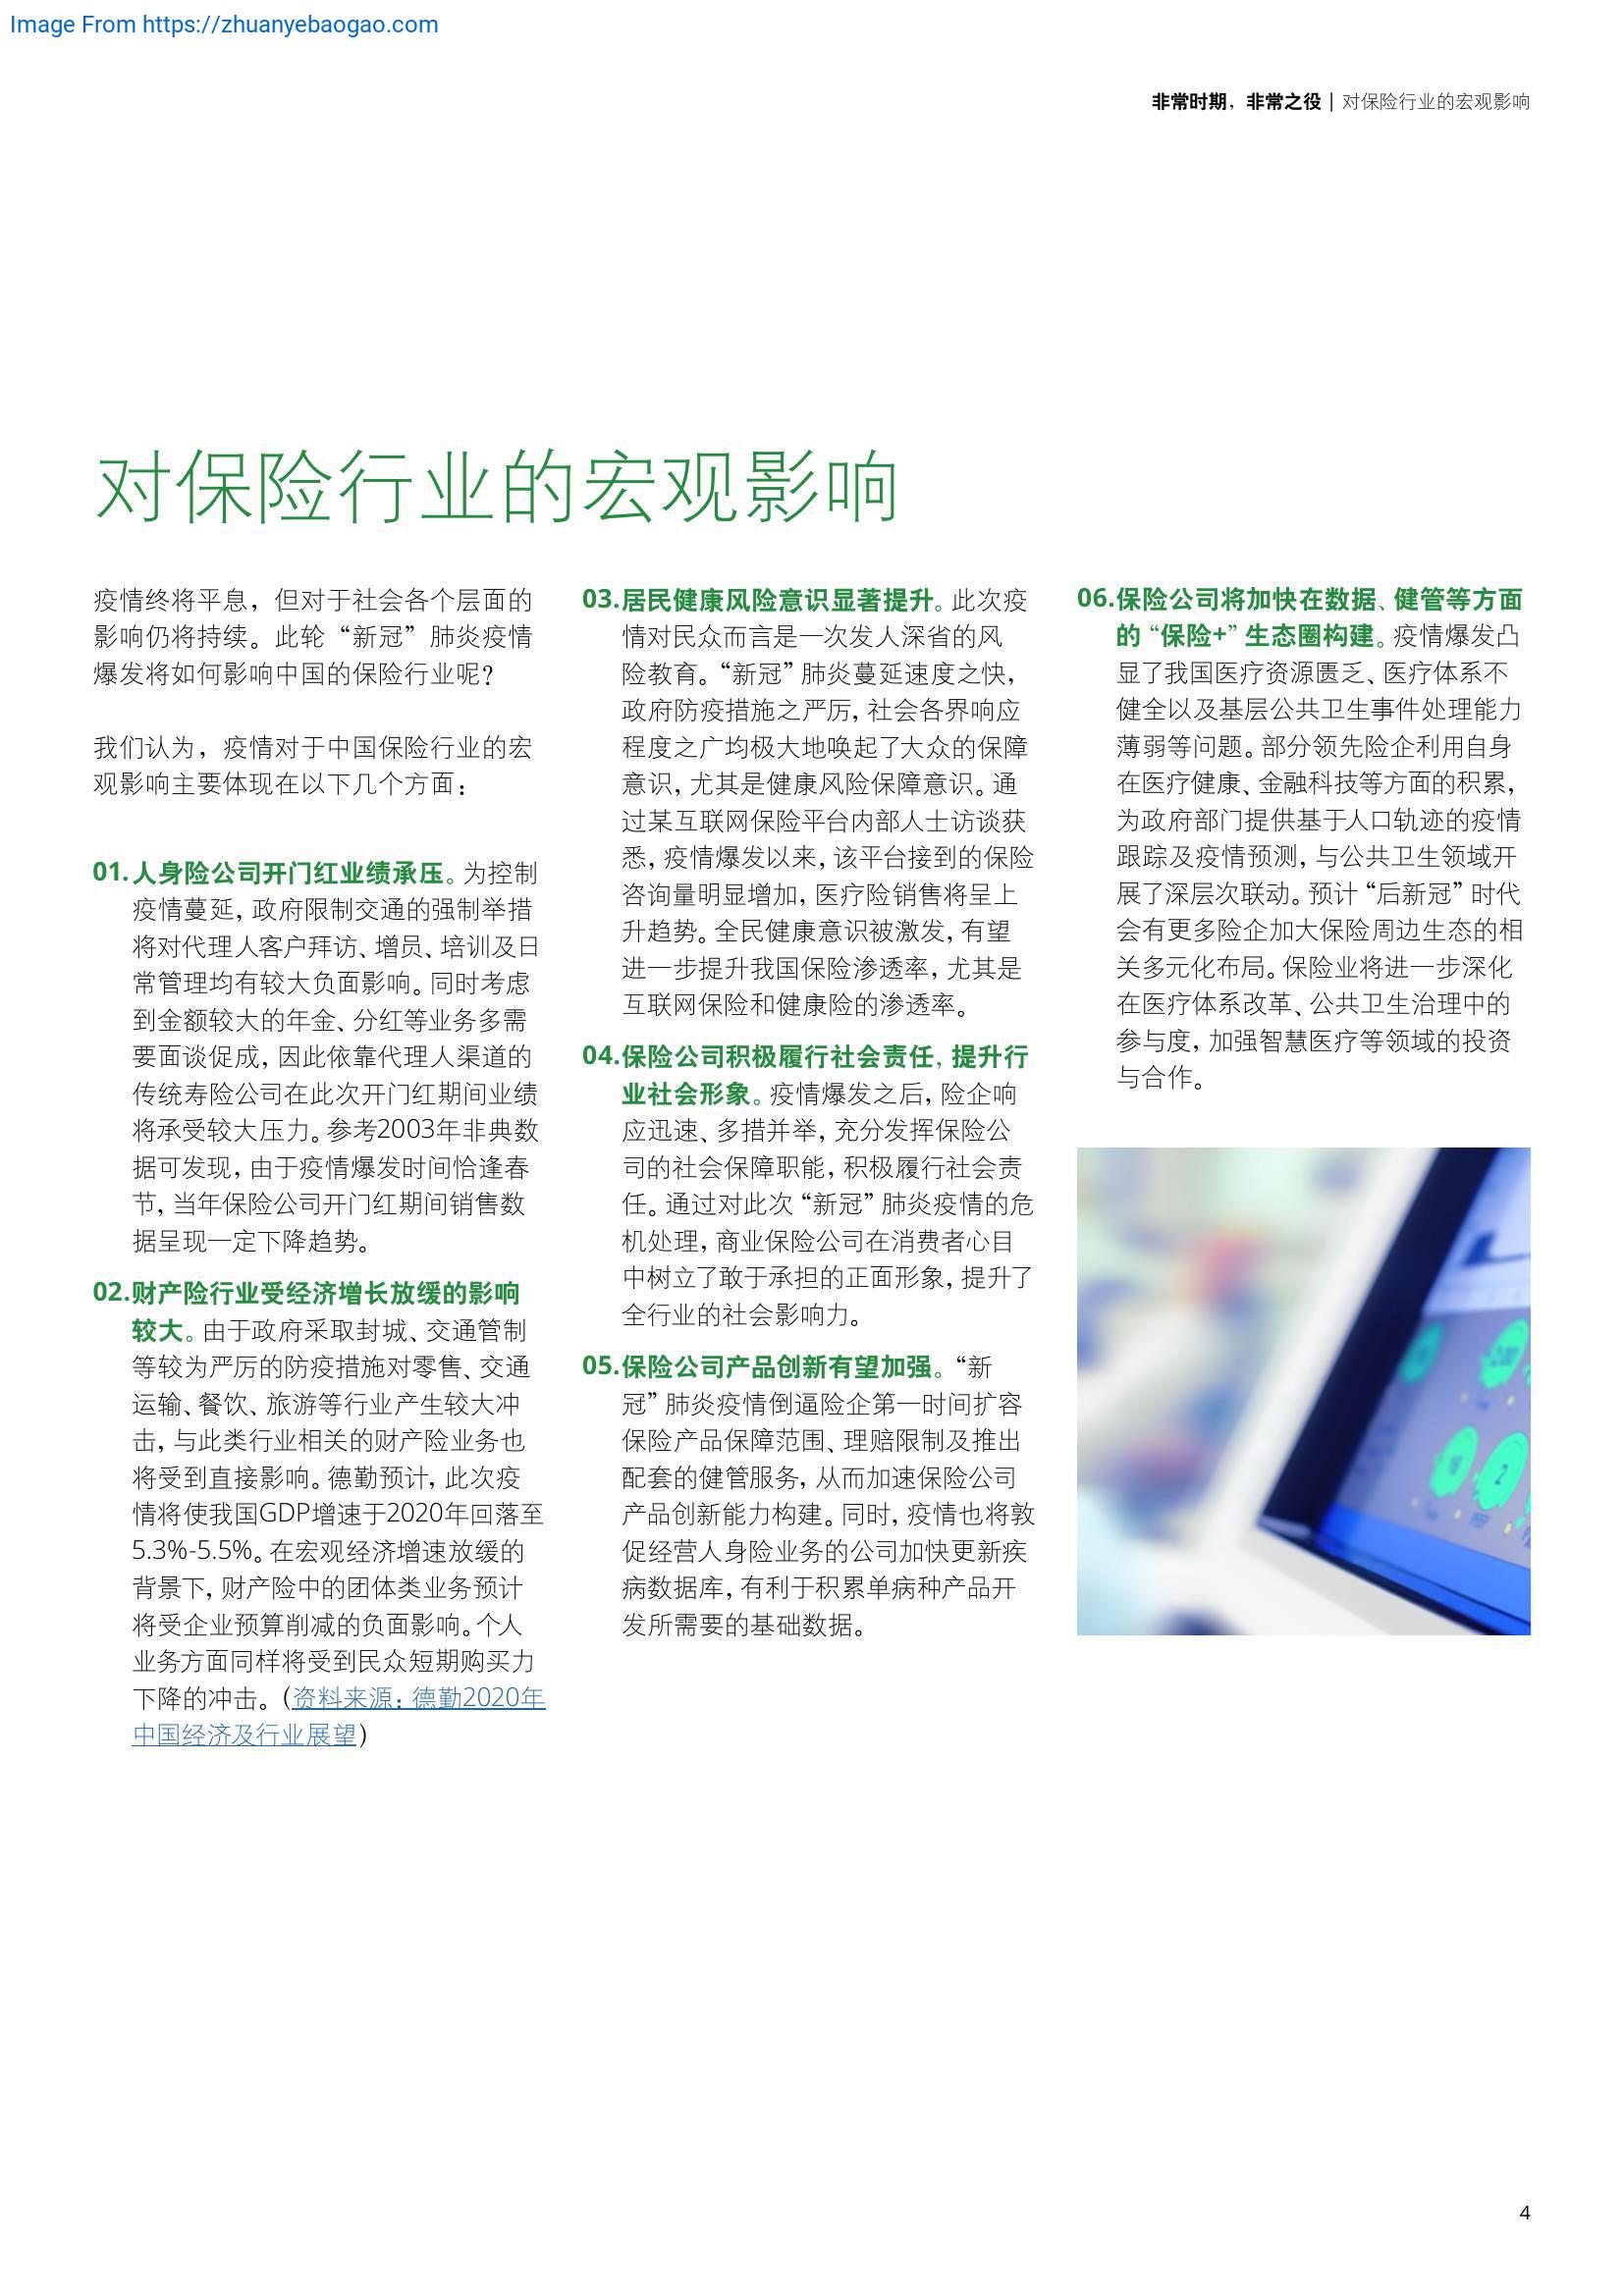 Image From https://zhuanyebaogao.com
非常时期，非常之役 | 对保险行业的宏观影响
对保险行业的宏观影响
疫情终将平息，但对于社会各个层面的
影响仍将持续。此轮“新冠”肺炎疫情
爆发将如何影响中国的保险行业呢？
我们认为，疫情对于中国保险行业的宏
观影响主要体现在以下几个方面：
01.人身险公司开门红业绩承压。为控制
疫情蔓延，政府限制交通的强制举措
将对代理人客户拜访、增员、培训及日
常管理均有较大负面影响。同时考虑
到金额较大的年金、分红等业务多需
要面谈促成，因此依靠代理人渠道的
传统寿险公司在此次开门红期间业绩
将承受较大压力。参考2003年非典数
据可发现，由于疫情爆发时间恰逢春
节，当年保险公司开门红期间销售数
据呈现一定下降趋势。
02.财产险行业受经济增长放缓的影响
较大。由于政府采取封城、交通管制
等较为严厉的防疫措施对零售、交通
运输、餐饮、旅游等行业产生较大冲
击，与此类行业相关的财产险业务也
将受到直接影响。德勤预计，此次疫
情将使我国GDP增速于2020年回落至
5.3%-5.5%。在宏观经济增速放缓的
背景下，财产险中的团体类业务预计
将受企业预算削减的负面影响。个人
业务方面同样将受到民众短期购买力
下降的冲击。（资料来源：德勤2020年
中国经济及行业展望）
03.居民健康风险意识显著提升。此次疫
情对民众而言是一次发人深省的风
险教育。“新冠”肺炎蔓延速度之快，
政府防疫措施之严厉，社会各界响应
程度之广均极大地唤起了大众的保障
意识，尤其是健康风险保障意识。通
过某互联网保险平台内部人士访谈获
悉，疫情爆发以来，该平台接到的保险
咨询量明显增加，医疗险销售将呈上
升趋势。全民健康意识被激发，有望
进一步提升我国保险渗透率，尤其是
互联网保险和健康险的渗透率。
04.保险公司积极履行社会责任，提升行
业社会形象。疫情爆发之后，险企响
应迅速、多措并举，充分发挥保险公
司的社会保障职能，积极履行社会责
任。通过对此次“新冠”肺炎疫情的危
机处理，商业保险公司在消费者心目
中树立了敢于承担的正面形象，提升了
全行业的社会影响力。
05.保险公司产品创新有望加强。“新
冠”肺炎疫情倒逼险企第一时间扩容
保险产品保障范围、理赔限制及推出
配套的健管服务，从而加速保险公司
产品创新能力构建。同时，疫情也将敦
促经营人身险业务的公司加快更新疾
病数据库，有利于积累单病种产品开
发所需要的基础数据。
06.保险公司将加快在数据、健管等方面
的“保险+”生态圈构建。疫情爆发凸
显了我国医疗资源匮乏、医疗体系不
健全以及基层公共卫生事件处理能力
薄弱等问题。部分领先险企利用自身
在医疗健康、金融科技等方面的积累，
为政府部门提供基于人口轨迹的疫情
跟踪及疫情预测，与公共卫生领域开
展了深层次联动。预计“后新冠”时代
会有更多险企加大保险周边生态的相
关多元化布局。保险业将进一步深化
在医疗体系改革、公共卫生治理中的
参与度，加强智慧医疗等领域的投资
与合作。
2
4